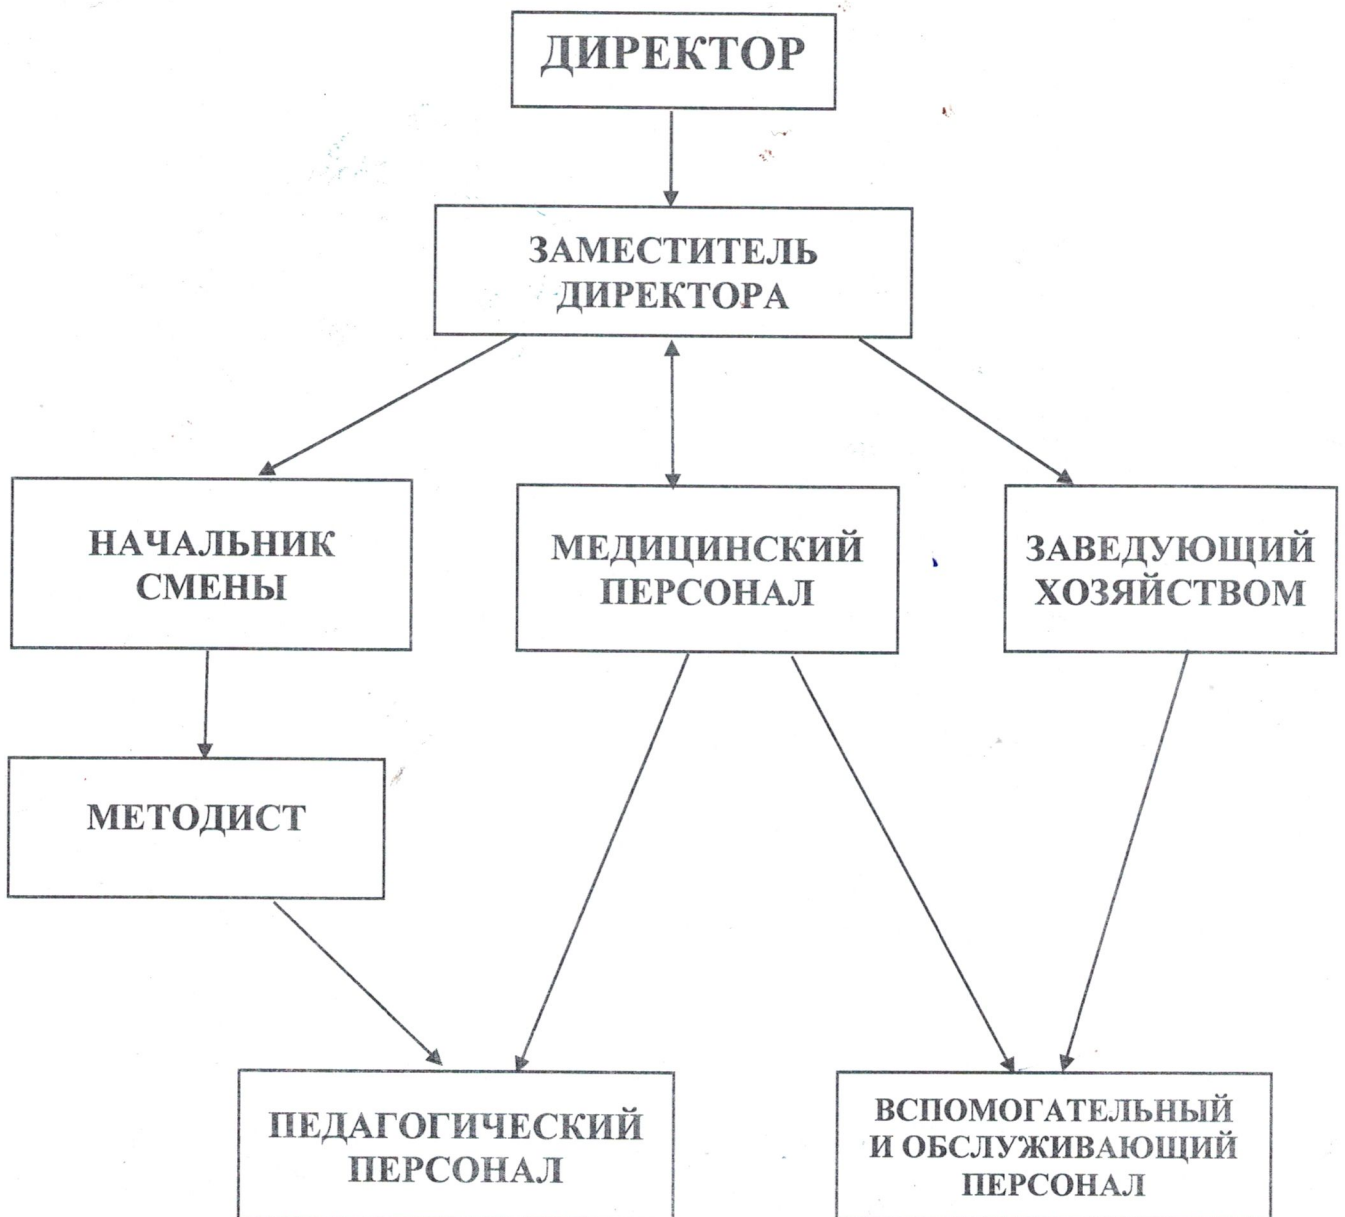 ДИРЕКТОР
ЗАМЕСТИТЕЛЬ
ДИРЕКТОРА
НАЧАЛЬНИК
СМЕНЫ
МЕДИЦИНСКИЙ
ПЕРСОНАЛ
ЗАВЕДУЮЩИЙ
ХОЗЯЙСТВОМ
МЕТОДИСТ
ПЕДАГОГИЧЕСКИЙ
ПЕРСОНАЛ
ВСПОМОГАТЕЛЬНЫЙ
И ОБСЛУЖИВАЮЩИЙ
ПЕРСОНАЛ